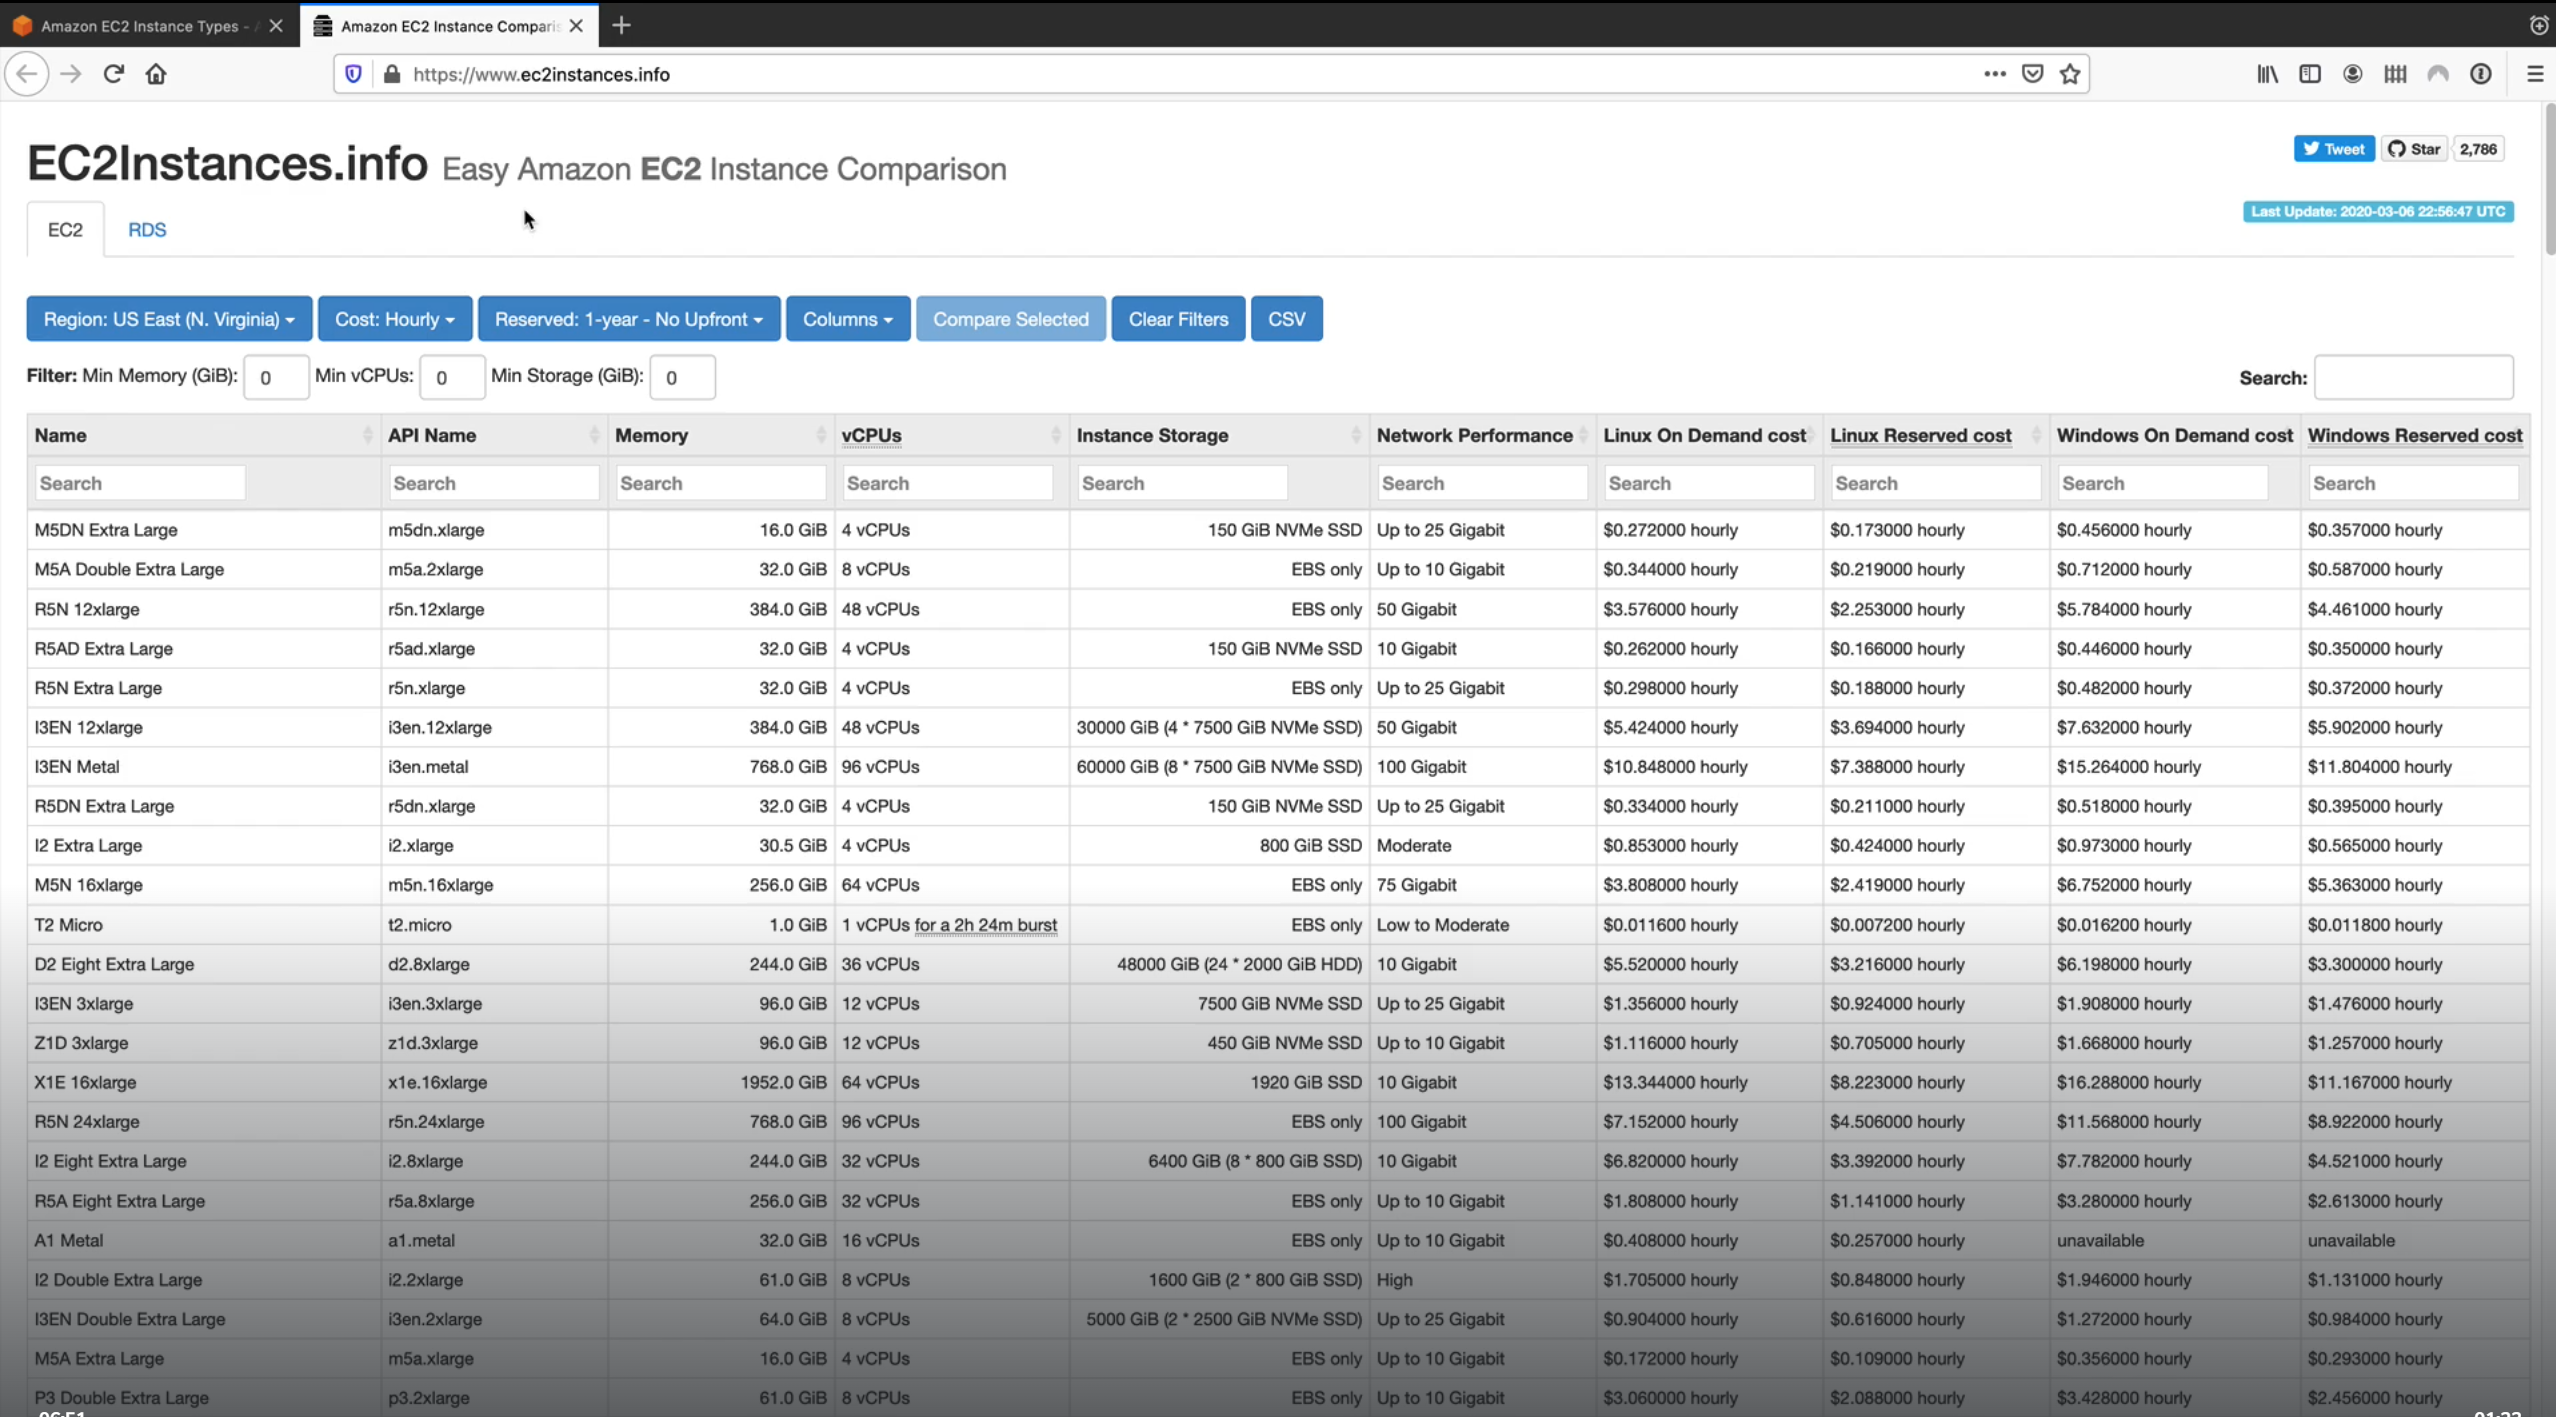 Amazon EC2 Instance Types -
Amazon EC2 Instance Comparis
https://www.ec2instances.info
EC2Instances.info Easy Amazon EC2 Instance Comparison
Tweet Star 2,786
Last Update: 2020-03-06 22:56:47 UTC
EC2 RDS
Region: US East (N. Virginia) Cost: Hourly Reserved: 1-year - No Upfront Columns Compare Selected Clear Filters CSV
Filter: Min Memory (GiB): 0 Min vCPUs: 0 Min Storage (GiB): 0 Search:
Name API Name Memory vCPUs Instance Storage Network Performance Linux On Demand cost Linux Reserved cost Windows On Demand cost Windows Reserved cost
Search Search Search Search Search Search Search Search Search Search
M5DN Extra Large m5dn.xlarge 16.0 GiB 4 vCPUs 150 GiB NVMe SSD Up to 25 Gigabit $0.272000 hourly $0.173000 hourly $0.456000 hourly $0.357000 hourly
M5A Double Extra Large m5a.2xlarge 32.0 GiB 8 vCPUs EBS only Up to 10 Gigabit $0.344000 hourly $0.219000 hourly $0.712000 hourly $0.587000 hourly
R5N 12xlarge r5n.12xlarge 384.0 GiB 48 vCPUs EBS only 50 Gigabit $3.576000 hourly $2.253000 hourly $5.784000 hourly $4.461000 hourly
R5AD Extra Large r5ad.xlarge 32.0 GiB 4 vCPUs 150 GiB NVMe SSD 10 Gigabit $0.262000 hourly $0.166000 hourly $0.446000 hourly $0.350000 hourly
R5N Extra Large r5n.xlarge 32.0 GiB 4 vCPUs EBS only Up to 25 Gigabit $0.298000 hourly $0.188000 hourly $0.482000 hourly $0.372000 hourly
I3EN 12xlarge i3en.12xlarge 384.0 GiB 48 vCPUs 30000 GiB (4 * 7500 GiB NVMe SSD) 50 Gigabit $5.424000 hourly $3.694000 hourly $7.632000 hourly $5.902000 hourly
I3EN Metal i3en.metal 768.0 GiB 96 vCPUs 60000 GiB (8 * 7500 GiB NVMe SSD) 100 Gigabit $10.848000 hourly $7.388000 hourly $15.264000 hourly $11.804000 hourly
R5DN Extra Large r5dn.xlarge 32.0 GiB 4 vCPUs 150 GiB NVMe SSD Up to 25 Gigabit $0.334000 hourly $0.211000 hourly $0.518000 hourly $0.395000 hourly
I2 Extra Large i2.xlarge 30.5 GiB 4 vCPUs 800 GiB SSD Moderate $0.853000 hourly $0.424000 hourly $0.973000 hourly $0.565000 hourly
M5N 16xlarge m5n.16xlarge 256.0 GiB 64 vCPUs EBS only 75 Gigabit $3.808000 hourly $2.419000 hourly $6.752000 hourly $5.363000 hourly
T2 Micro t2.micro 1.0 GiB 1 vCPUs for a 2h 24m burst EBS only Low to Moderate $0.011600 hourly $0.007200 hourly $0.016200 hourly $0.011800 hourly
D2 Eight Extra Large d2.8xlarge 244.0 GiB 36 vCPUs 48000 GiB (24 * 2000 GiB HDD) 10 Gigabit $5.520000 hourly $3.216000 hourly $6.198000 hourly $3.300000 hourly
I3EN 3xlarge i3en.3xlarge 96.0 GiB 12 vCPUs 7500 GiB NVMe SSD Up to 25 Gigabit $1.356000 hourly $0.924000 hourly $1.908000 hourly $1.476000 hourly
Z1D 3xlarge z1d.3xlarge 96.0 GiB 12 vCPUs 450 GiB NVMe SSD Up to 10 Gigabit $1.116000 hourly $0.705000 hourly $1.668000 hourly $1.257000 hourly
X1E 16xlarge x1e.16xlarge 1952.0 GiB 64 vCPUs 1920 GiB SSD 10 Gigabit $13.344000 hourly $8.223000 hourly $16.288000 hourly $11.167000 hourly
R5N 24xlarge r5n.24xlarge 768.0 GiB 96 vCPUs EBS only 100 Gigabit $7.152000 hourly $4.506000 hourly $11.568000 hourly $8.922000 hourly
I2 Eight Extra Large i2.8xlarge 244.0 GiB 32 vCPUs 6400 GiB (8 * 800 GiB SSD) 10 Gigabit $6.820000 hourly $3.392000 hourly $7.782000 hourly $4.521000 hourly
R5A Eight Extra Large r5a.8xlarge 256.0 GiB 32 vCPUs EBS only Up to 10 Gigabit $1.808000 hourly $1.141000 hourly $3.280000 hourly $2.613000 hourly
A1 Metal a1.metal 32.0 GiB 16 vCPUs EBS only Up to 10 Gigabit $0.408000 hourly $0.257000 hourly unavailable unavailable
I2 Double Extra Large i2.2xlarge 61.0 GiB 8 vCPUs 1600 GiB (2 * 800 GiB SSD) High $1.705000 hourly $0.848000 hourly $1.946000 hourly $1.131000 hourly
I3EN Double Extra Large i3en.2xlarge 64.0 GiB 8 vCPUs 5000 GiB (2 * 2500 GiB NVMe SSD) Up to 25 Gigabit $0.904000 hourly $0.616000 hourly $1.272000 hourly $0.984000 hourly
M5A Extra Large m5a.xlarge 16.0 GiB 4 vCPUs EBS only Up to 10 Gigabit $0.172000 hourly $0.109000 hourly $0.356000 hourly $0.293000 hourly
P3 Double Extra Large p3.2xlarge 61.0 GiB 8 vCPUs EBS only Up to 10 Gigabit $3.060000 hourly $2.088000 hourly $3.428000 hourly $2.456000 hourly